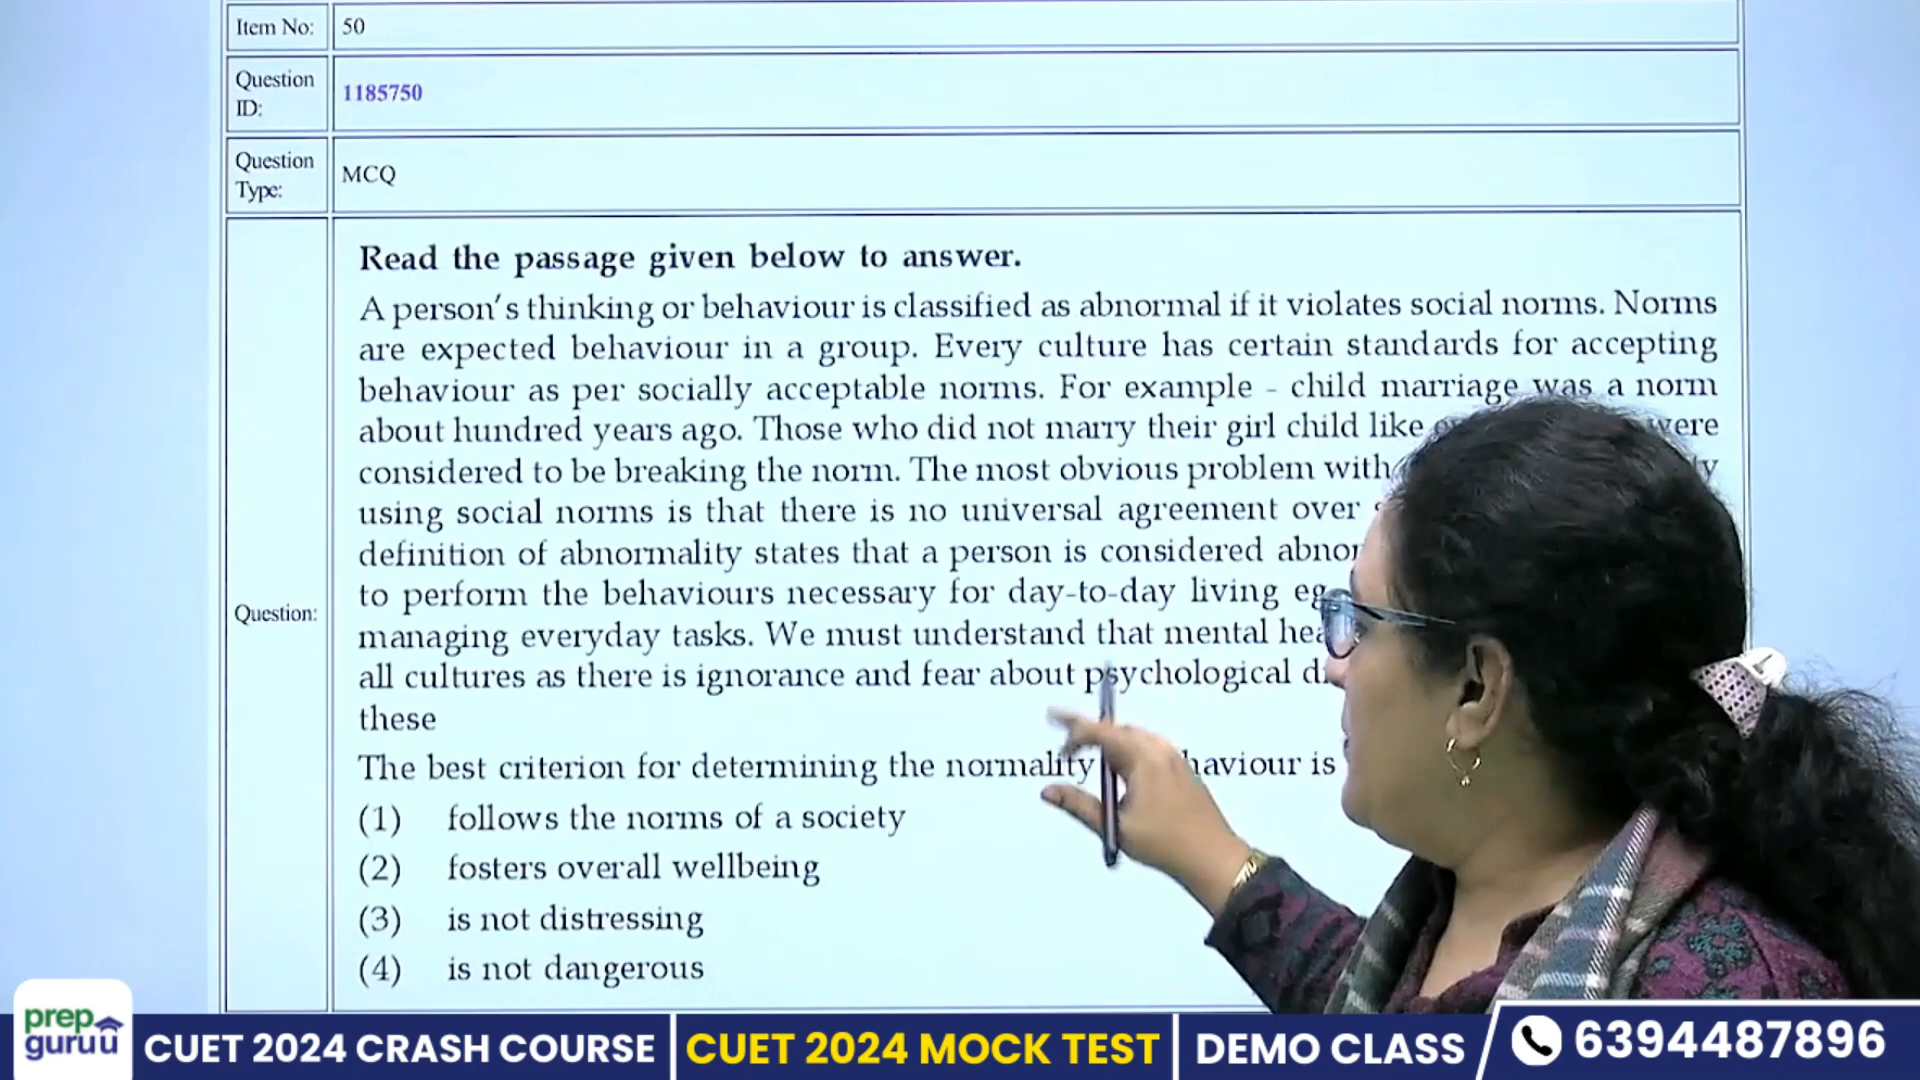 Item No: 50
Question ID: 1185750
Question Type: MCQ
Question:
Read the passage given below to answer.
A person's thinking or behaviour is classified as abnormal if it violates social norms. Norms
are expected behaviour in a group. Every culture has certain standards for accepting
behaviour as per socially acceptable norms. For example - child marriage was a norm
about hundred years ago. Those who did not marry their girl child like were
considered to be breaking the norm. The most obvious problem with
using social norms is that there is no universal agreement over
definition of abnormality states that a person is considered
to perform the behaviours necessary for day-to-day living eg
managing everyday tasks. We must understand that mental
all cultures as there is ignorance and fear about psychological
these
The best criterion for determining the normality is
(1) follows the norms of a society
(2) fosters overall wellbeing
(3) is not distressing
(4) is not dangerous
prep guruu
CUET 2024 CRASH COURSE CUET 2024 MOCK TEST DEMO CLASS 6394487896